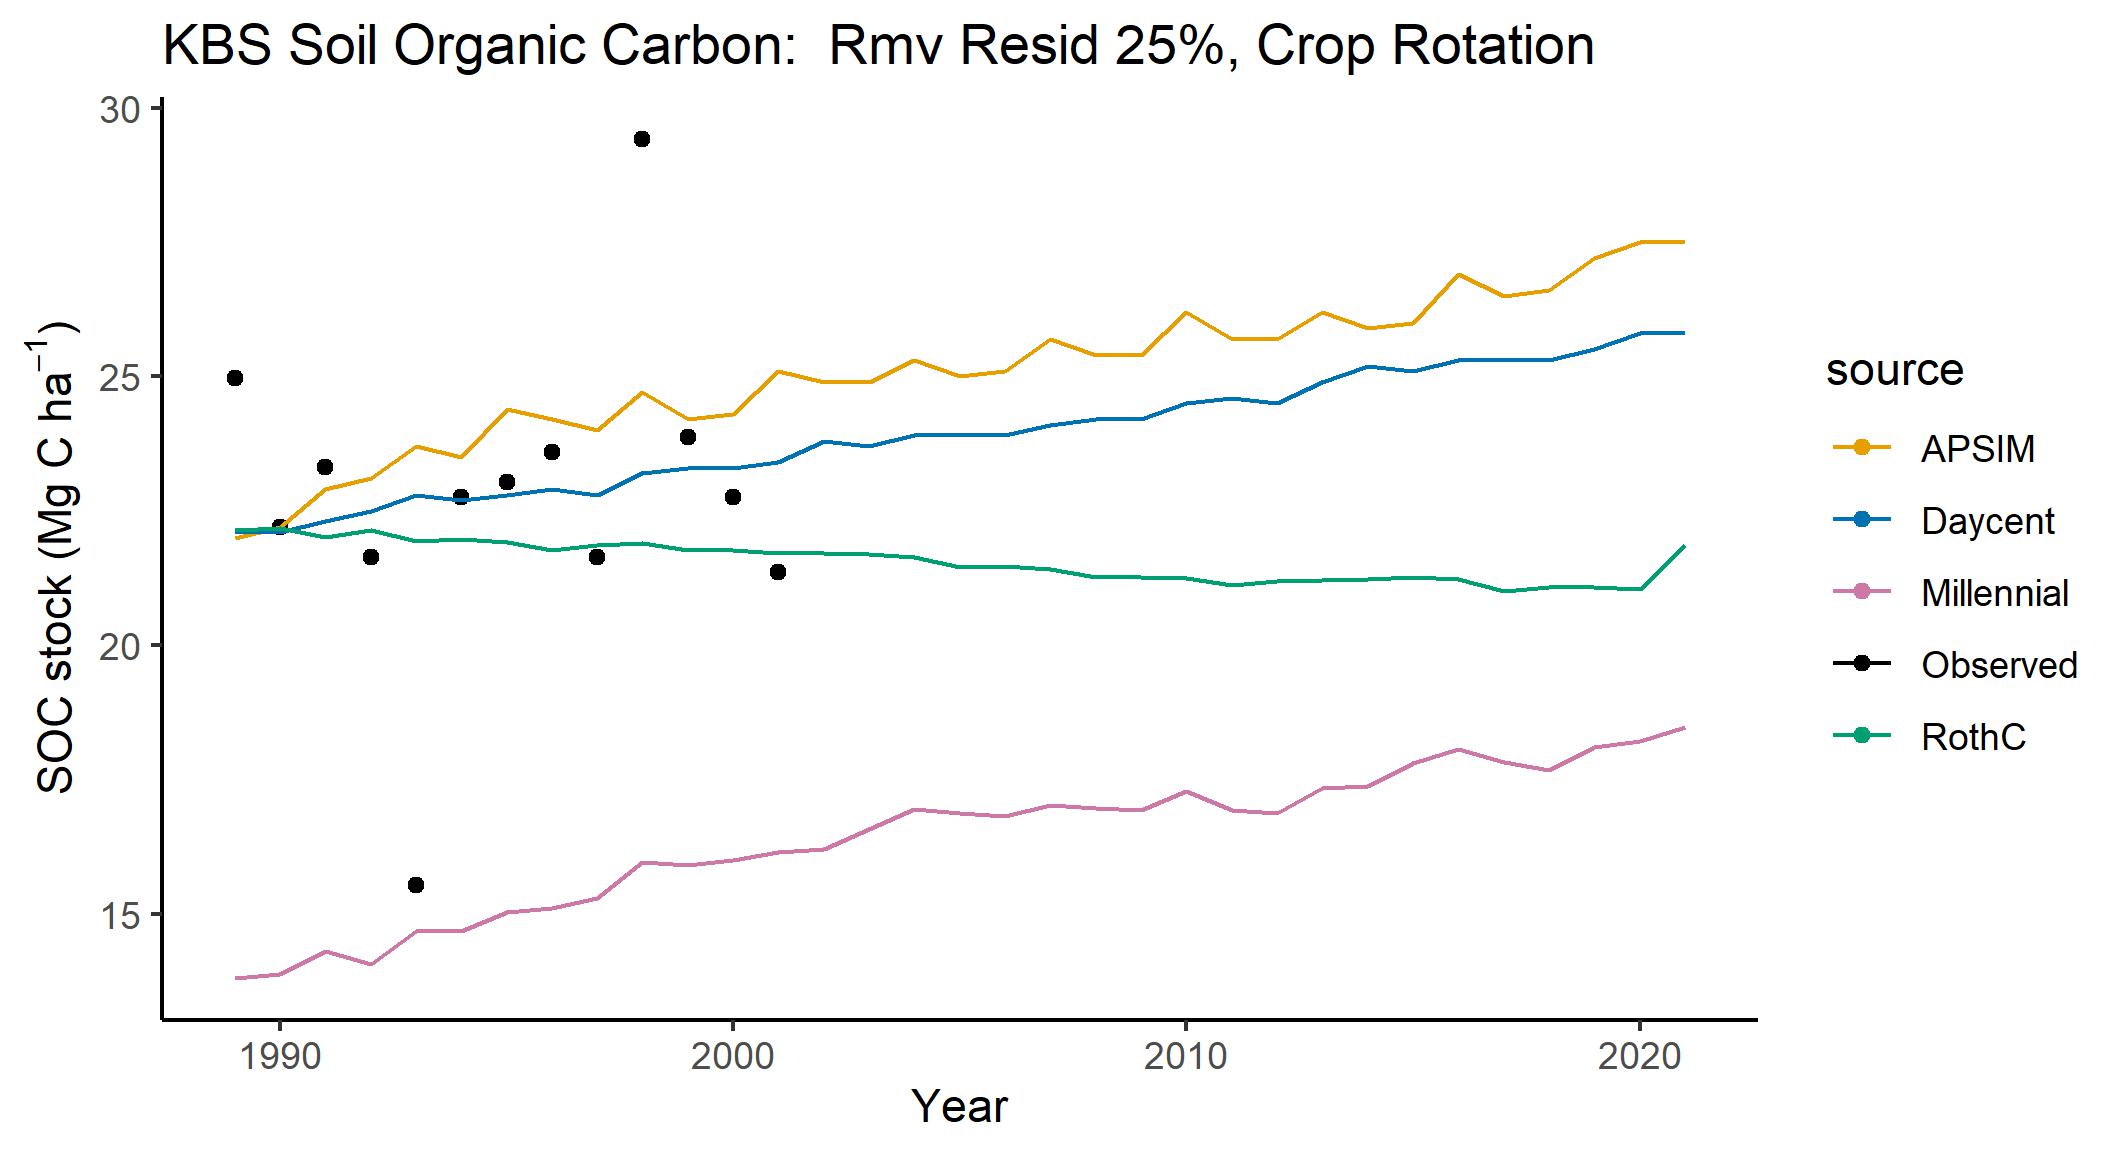 KBS Soil Organic Carbon:  Rmv Resid 25%, Crop Rotation
30
25
20
15
SOC stock (Mg C ha⁻¹)
1990 2000 2010 2020
Year
source
APSIM
Daycent
Millennial
Observed
RothC